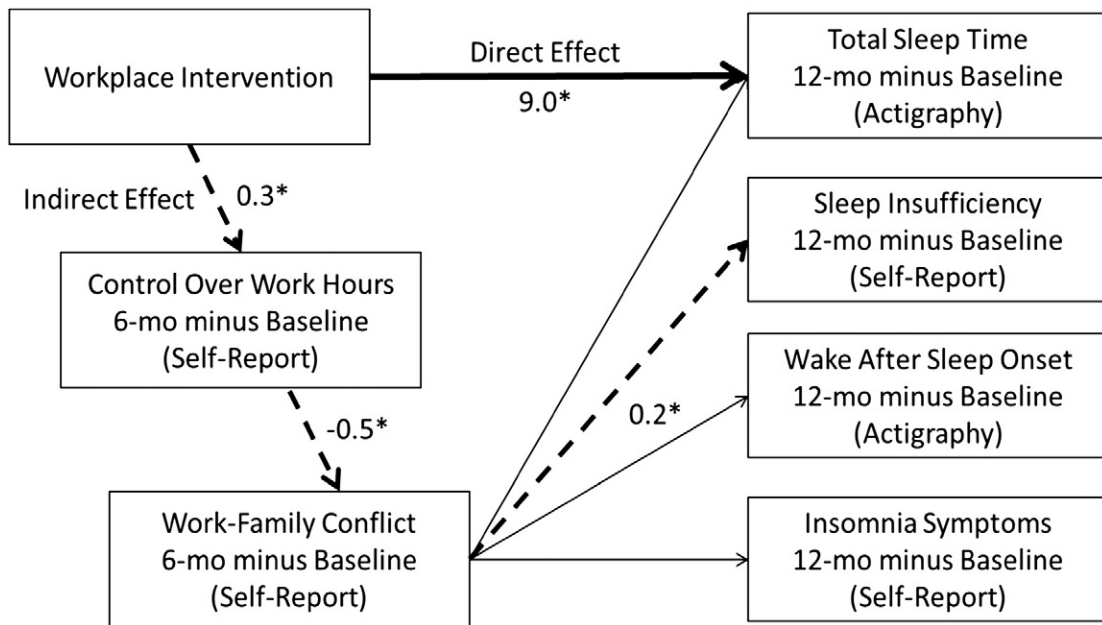 Workplace Intervention
Direct Effect
9.0*
Total Sleep Time
12-mo minus Baseline
(Actigraphy)
Indirect Effect
0.3*
Sleep Insufficiency
12-mo minus Baseline
(Self-Report)
Control Over Work Hours
6-mo minus Baseline
(Self-Report)
Wake After Sleep Onset
12-mo minus Baseline
(Actigraphy)
0.2*
-0.5*
Work-Family Conflict
6-mo minus Baseline
(Self-Report)
Insomnia Symptoms
12-mo minus Baseline
(Self-Report)